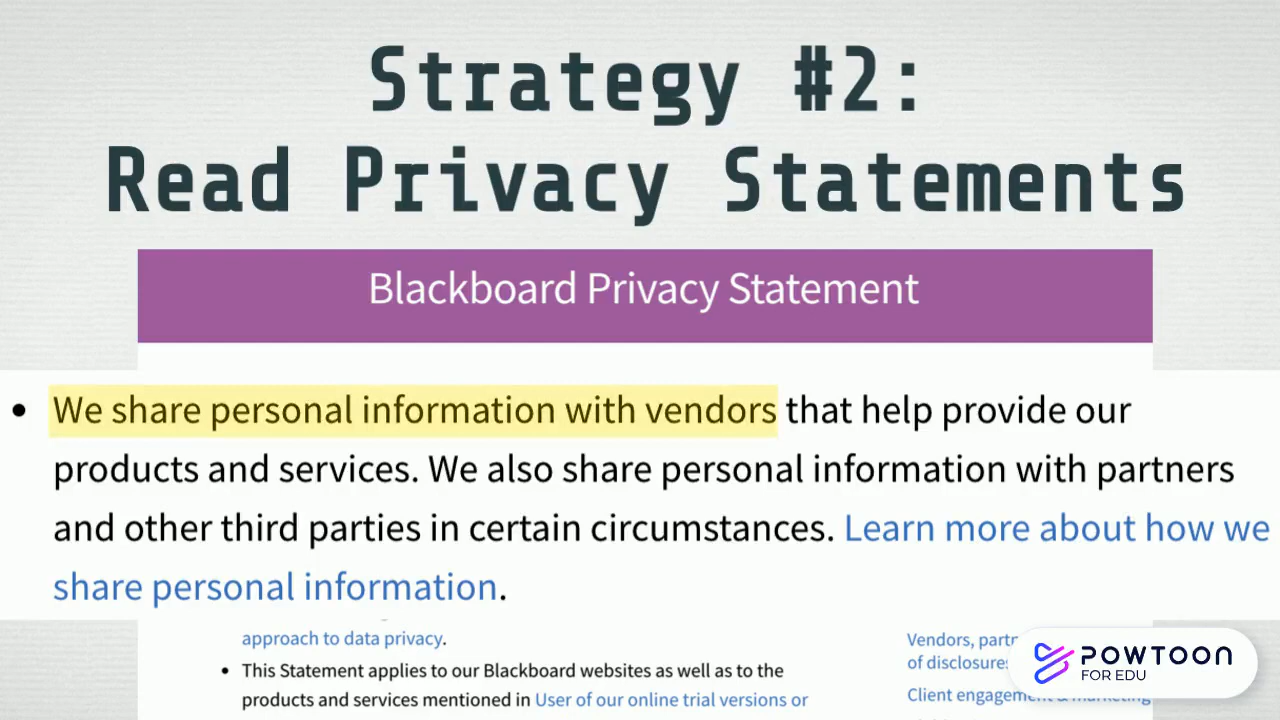 Strategy #2:
Read Privacy Statements
Blackboard Privacy Statement
• We share personal information with vendors that help provide our
products and services. We also share personal information with partners
and other third parties in certain circumstances. Learn more about how we
share personal information.
approach to data privacy.
• This Statement applies to our Blackboard websites as well as to the
products and services mentioned in User of our online trial versions or
Vendors,
of disclosures
Client engagement & marketing
POWTOON
FOR EDU